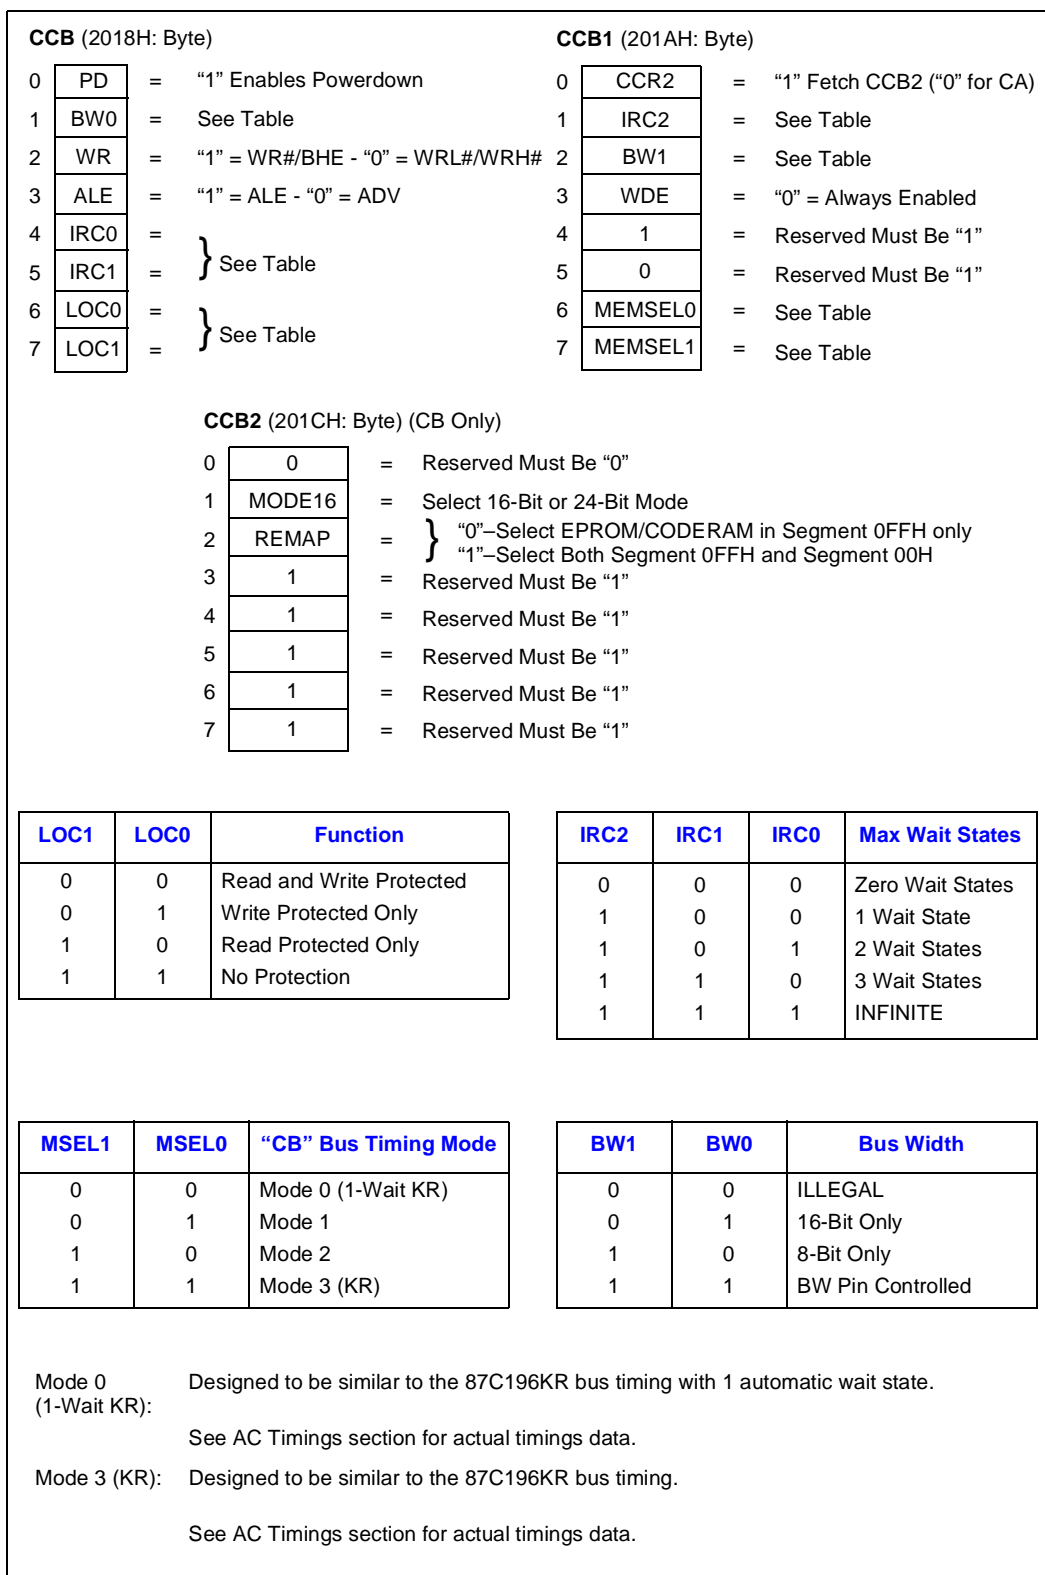 CCB (2018H: Byte)
0 PD = “1” Enables Powerdown
1 BW0 = See Table
2 WR = “1” = WR#/BHE - “0” = WRL#/WRH#
3 ALE = “1” = ALE - “0” = ADV
4 IRC0 =
} See Table
5 IRC1 =
6 LOC0 =
} See Table
7 LOC1 =
CCB1 (201AH: Byte)
0 CCR2 = “1” Fetch CCB2 (“0” for CA)
1 IRC2 = See Table
2 BW1 = See Table
3 WDE = “0” = Always Enabled
4 1 = Reserved Must Be “1”
5 0 = Reserved Must Be “1”
6 MEMSEL0 = See Table
7 MEMSEL1 = See Table
CCB2 (201CH: Byte) (CB Only)
0 0 = Reserved Must Be “0”
1 MODE16 = Select 16-Bit or 24-Bit Mode
2 REMAP = } “0”–Select EPROM/CODERAM in Segment 0FFH only
“1”–Select Both Segment 0FFH and Segment 00H
3 1 = Reserved Must Be “1”
4 1 = Reserved Must Be “1”
5 1 = Reserved Must Be “1”
6 1 = Reserved Must Be “1”
7 1 = Reserved Must Be “1”
LOC1 LOC0 Function
0 0 Read and Write Protected
0 1 Write Protected Only
1 0 Read Protected Only
1 1 No Protection
IRC2 IRC1 IRC0 Max Wait States
0 0 0 Zero Wait States
1 0 0 1 Wait State
1 0 1 2 Wait States
1 1 0 3 Wait States
1 1 1 INFINITE
MSEL1 MSEL0 “CB” Bus Timing Mode
0 0 Mode 0 (1-Wait KR)
0 1 Mode 1
1 0 Mode 2
1 1 Mode 3 (KR)
BW1 BW0 Bus Width
0 0 ILLEGAL
0 1 16-Bit Only
1 0 8-Bit Only
1 1 BW Pin Controlled
Mode 0 Designed to be similar to the 87C196KR bus timing with 1 automatic wait state.
(1-Wait KR):
See AC Timings section for actual timings data.
Mode 3 (KR): Designed to be similar to the 87C196KR bus timing.
See AC Timings section for actual timings data.